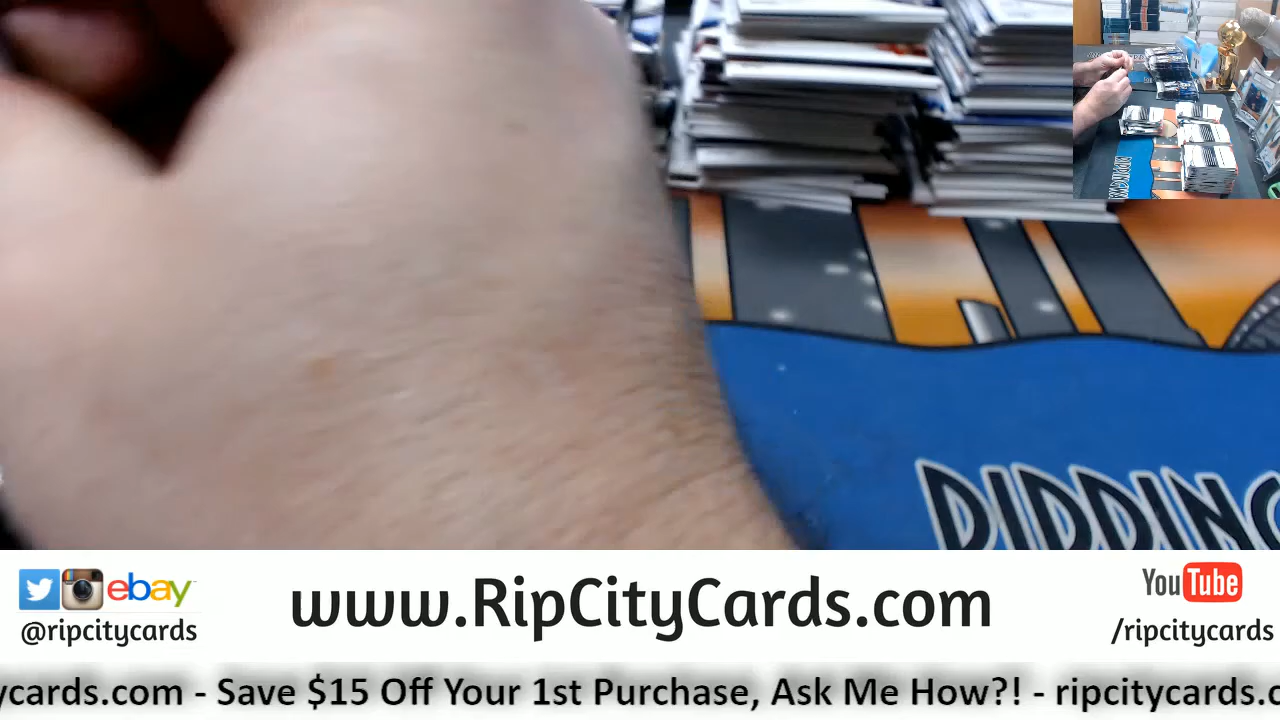 RIPPING
ebay
@ripcitycards
www.RipCityCards.com
YouTube
/ripcitycards
ycards.com - Save $15 Off Your 1st Purchase, Ask Me How?! - ripcitycards.c